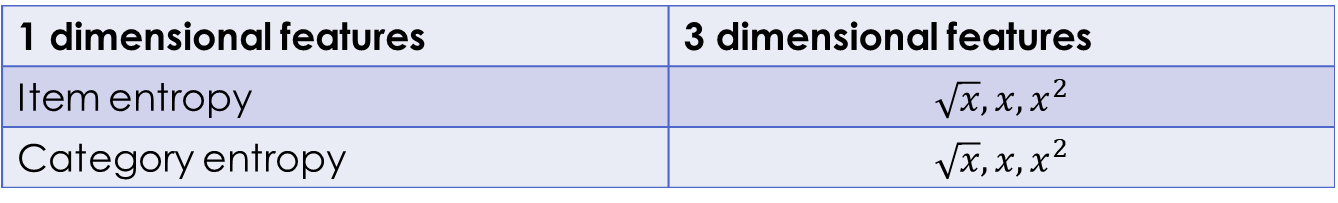 1 dimensional features 3 dimensional features
Item entropy √x, x, x²
Category entropy √x, x, x²